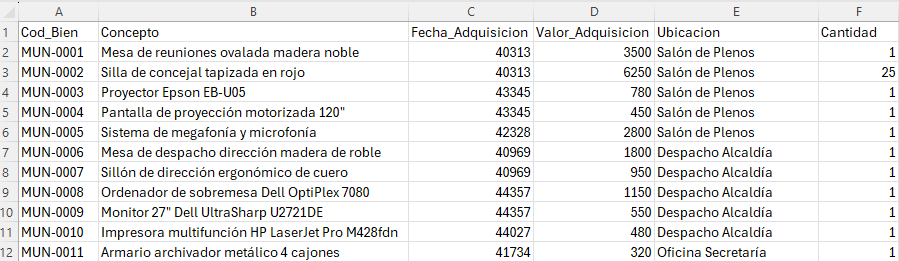 A B C D E F
1 Cod_Bien Concepto Fecha_Adquisicion Valor_Adquisicion Ubicacion Cantidad
2 MUN-0001 Mesa de reuniones ovalada madera noble 40313 3500 Salón de Plenos 1
3 MUN-0002 Silla de concejal tapizada en rojo 40313 6250 Salón de Plenos 25
4 MUN-0003 Proyector Epson EB-U05 43345 780 Salón de Plenos 1
5 MUN-0004 Pantalla de proyección motorizada 120" 43345 450 Salón de Plenos 1
6 MUN-0005 Sistema de megafonía y microfonía 42328 2800 Salón de Plenos 1
7 MUN-0006 Mesa de despacho dirección madera de roble 40969 1800 Despacho Alcaldía 1
8 MUN-0007 Sillón de dirección ergonómico de cuero 40969 950 Despacho Alcaldía 1
9 MUN-0008 Ordenador de sobremesa Dell OptiPlex 7080 44357 1150 Despacho Alcaldía 1
10 MUN-0009 Monitor 27" Dell UltraSharp U2721DE 44357 550 Despacho Alcaldía 1
11 MUN-0010 Impresora multifunción HP LaserJet Pro M428fdn 44027 480 Despacho Alcaldía 1
12 MUN-0011 Armario archivador metálico 4 cajones 41734 320 Oficina Secretaría 1